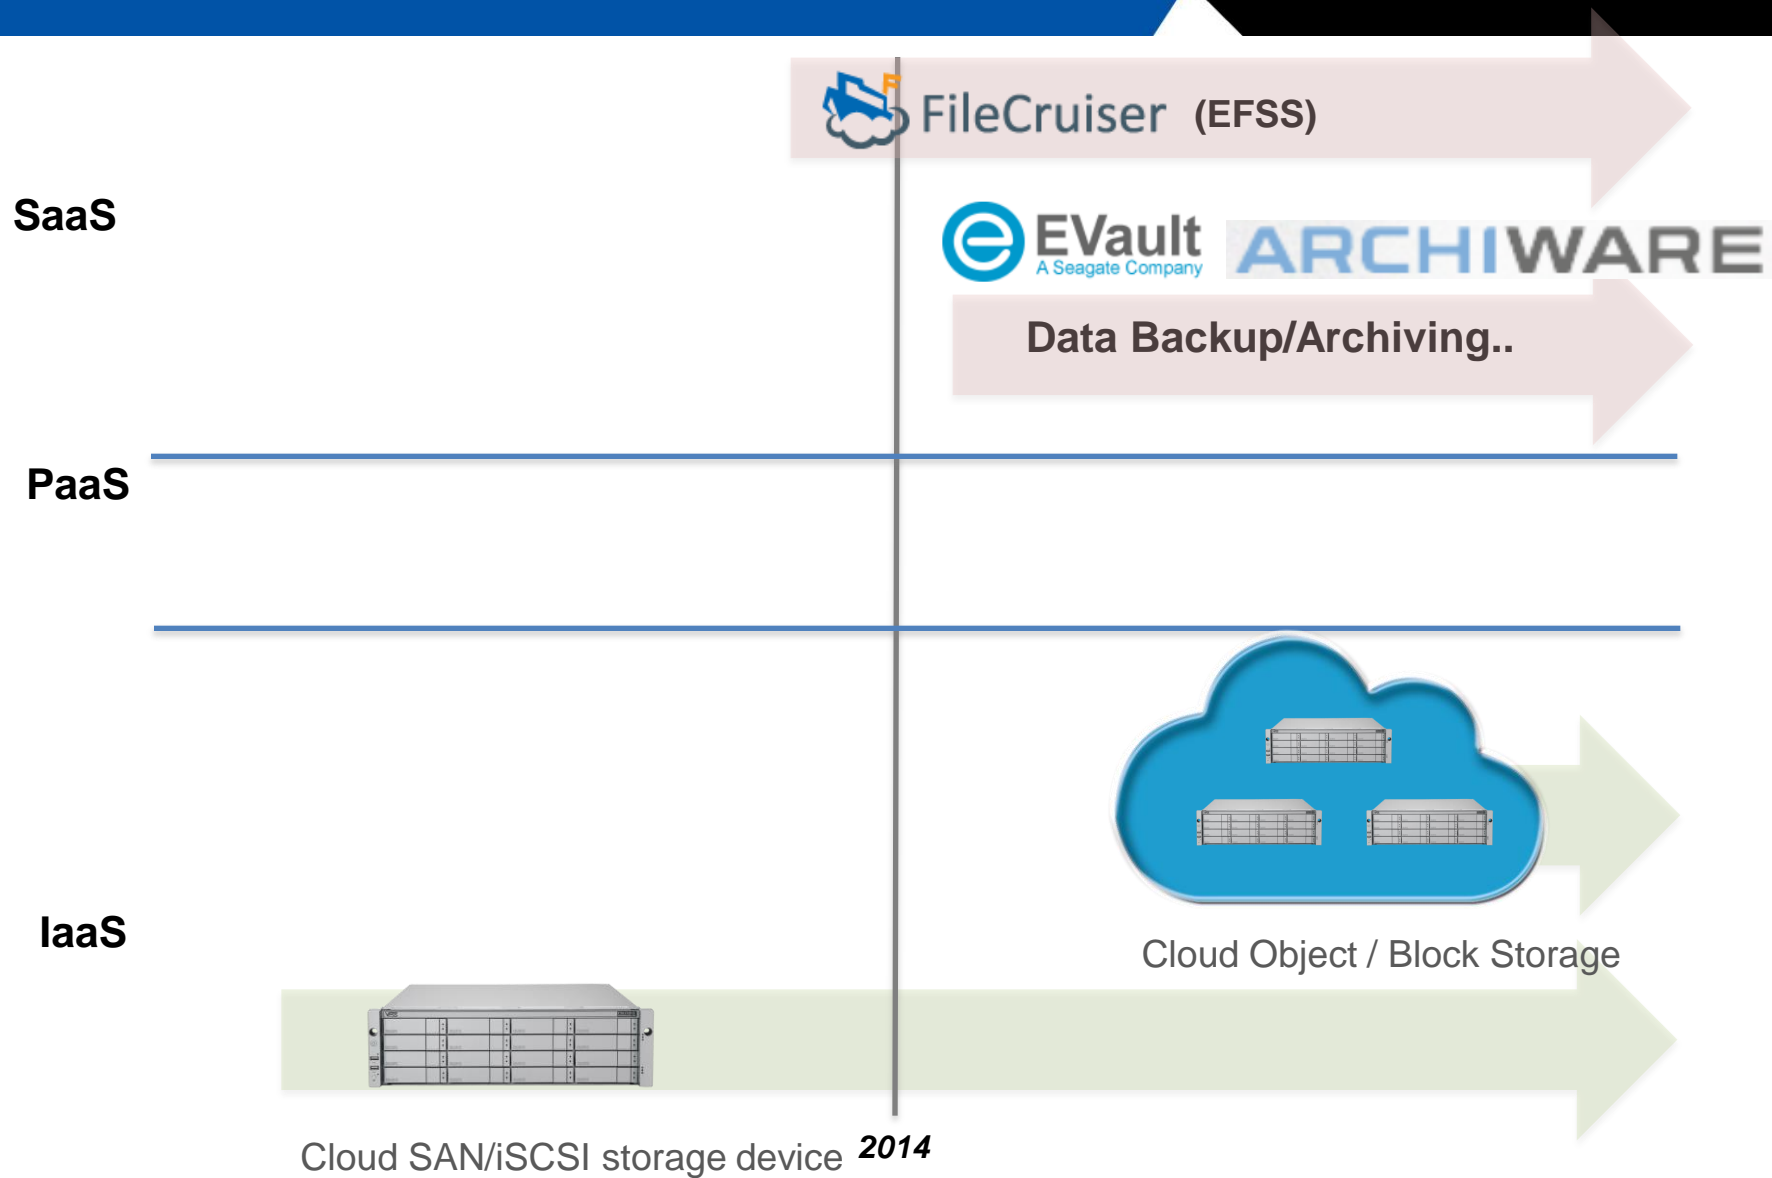 FileCruiser (EFSS)
SaaS
EVault
A Seagate Company
ARCHIWARE
Data Backup/Archiving..
PaaS
IaaS
Cloud Object / Block Storage
Cloud SAN/iSCSI storage device
2014